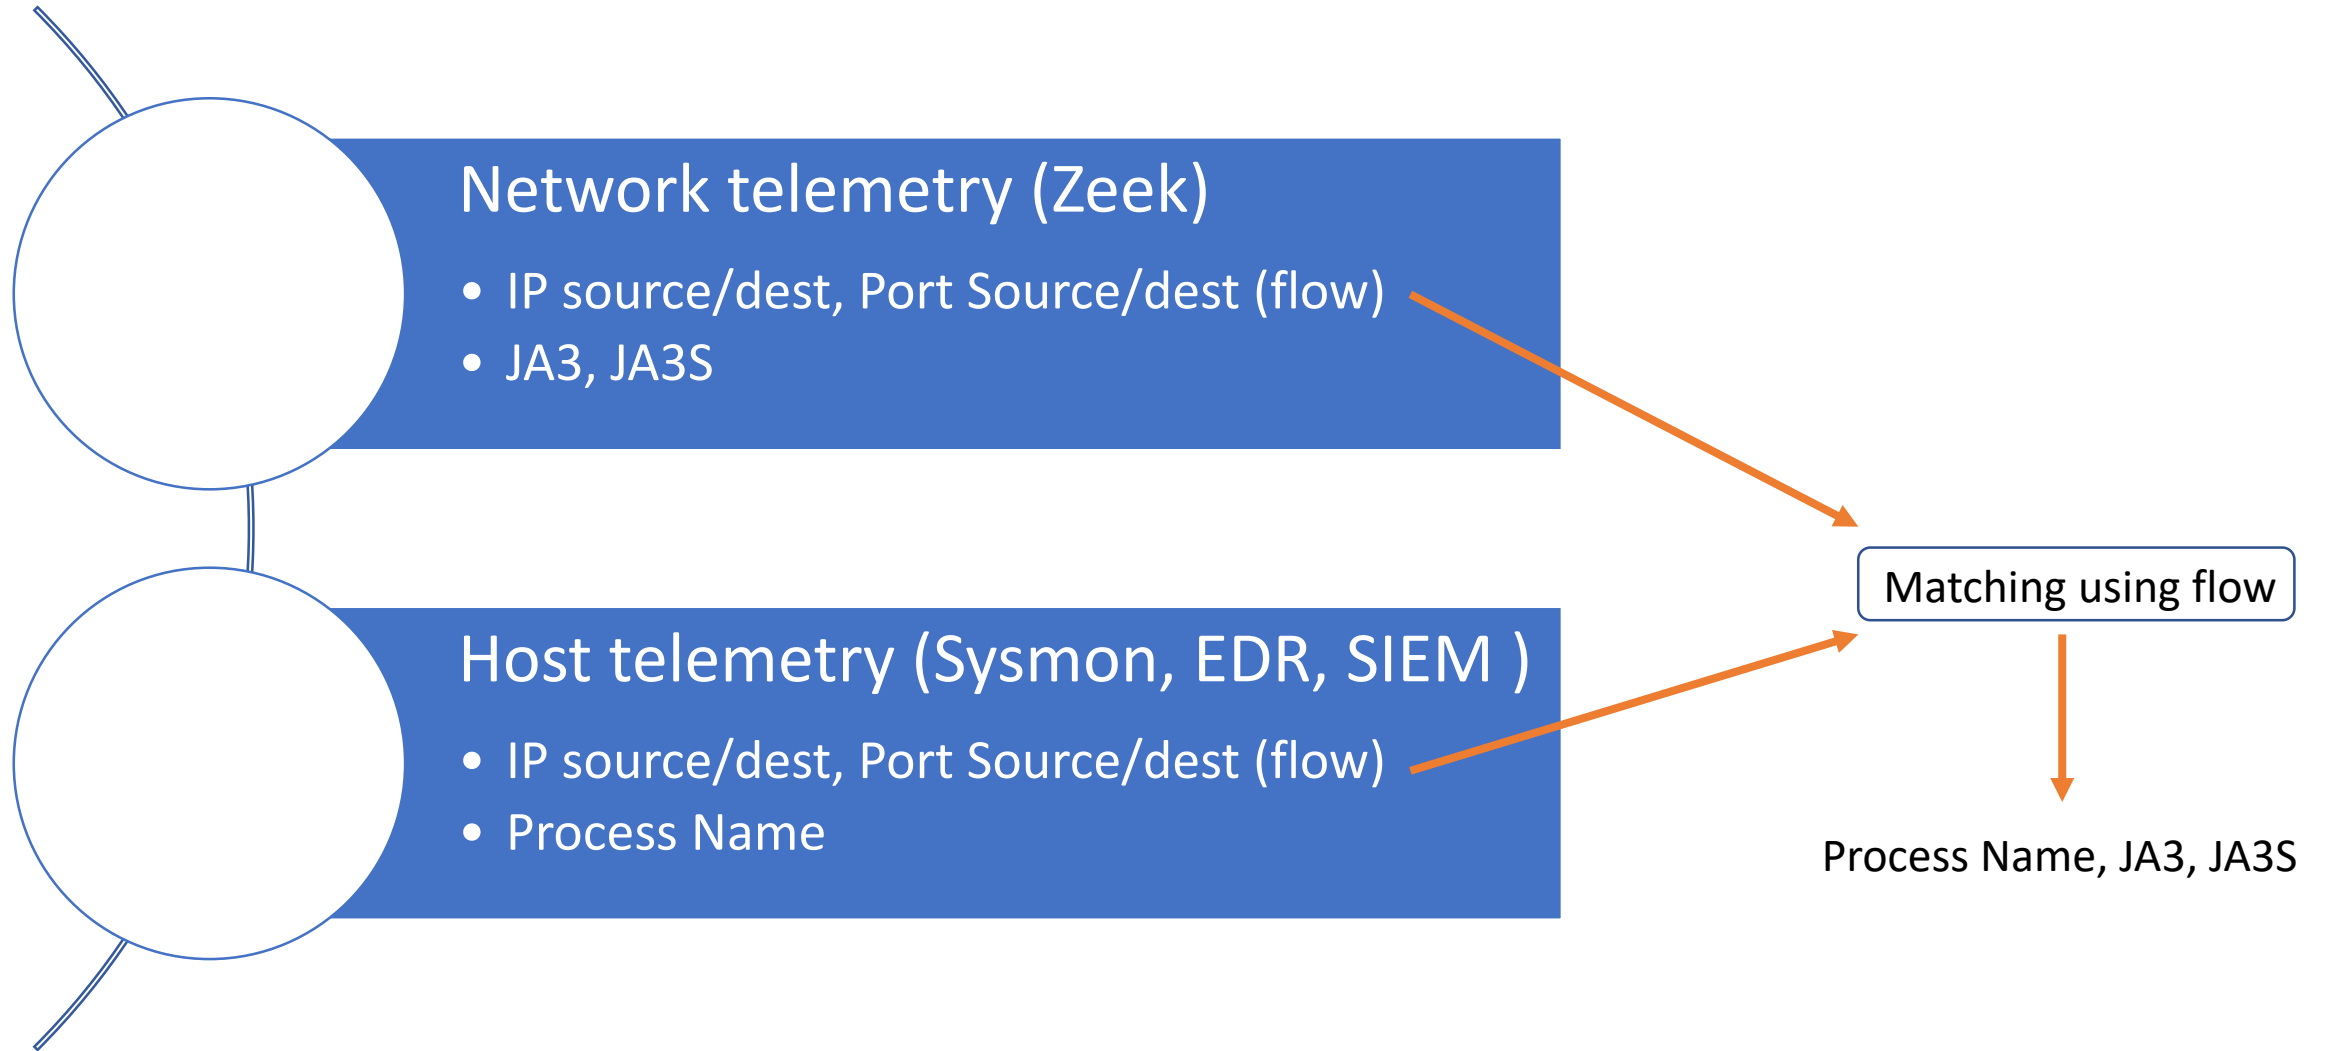 Network telemetry (Zeek)
• IP source/dest, Port Source/dest (flow)
• JA3, JA3S
Matching using flow
Host telemetry (Sysmon, EDR, SIEM )
• IP source/dest, Port Source/dest (flow)
• Process Name
Process Name, JA3, JA3S